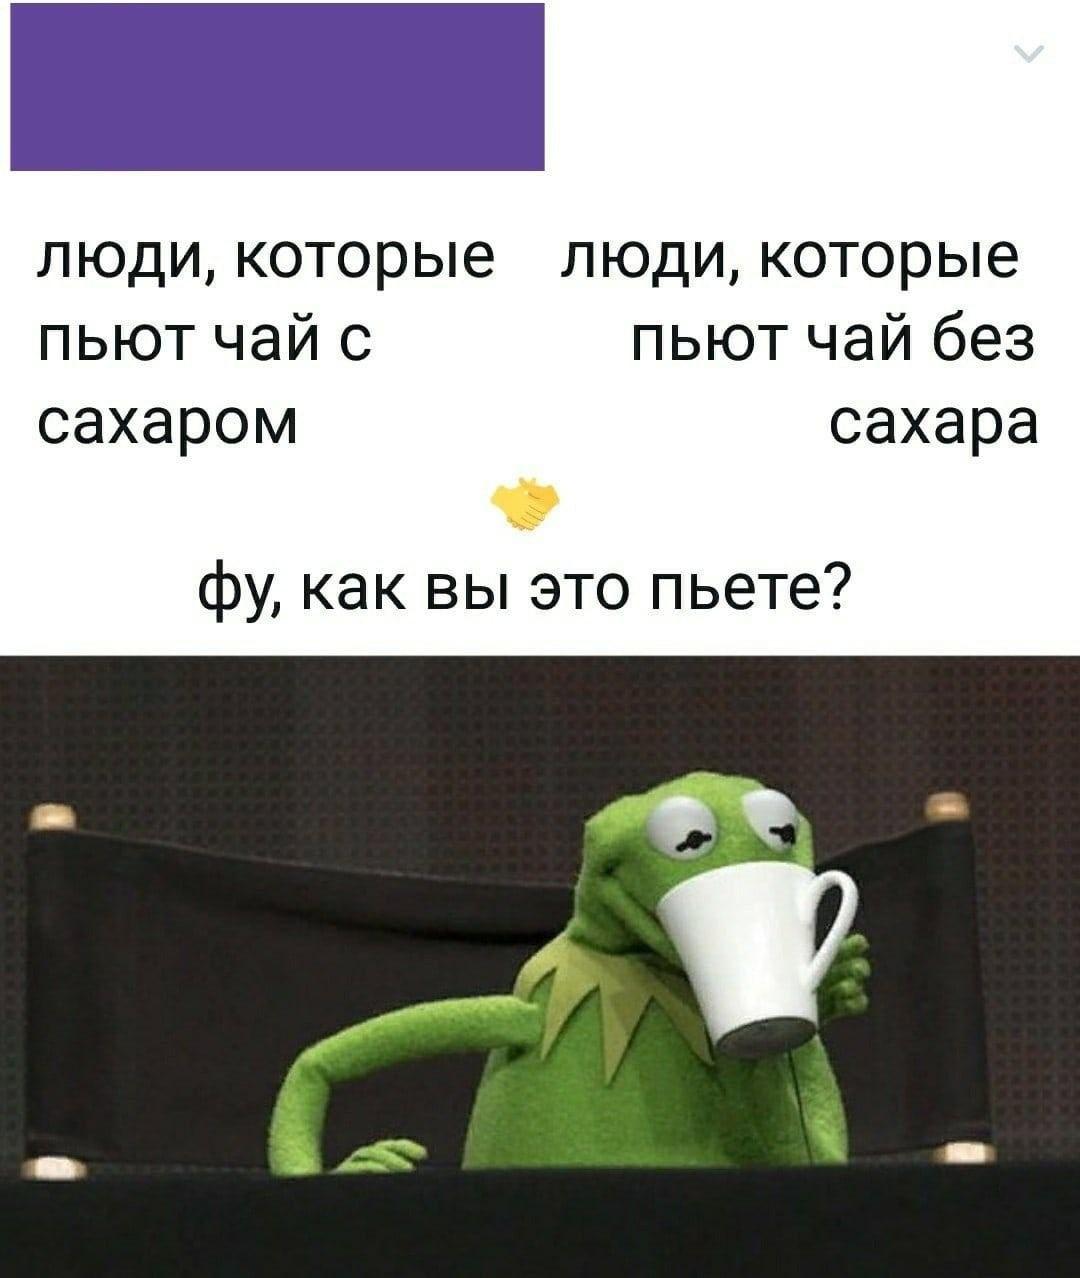 люди, которые
пьют чай с
сахаром
люди, которые
пьют чай без
сахара
🤝
фу, как вы это пьете?